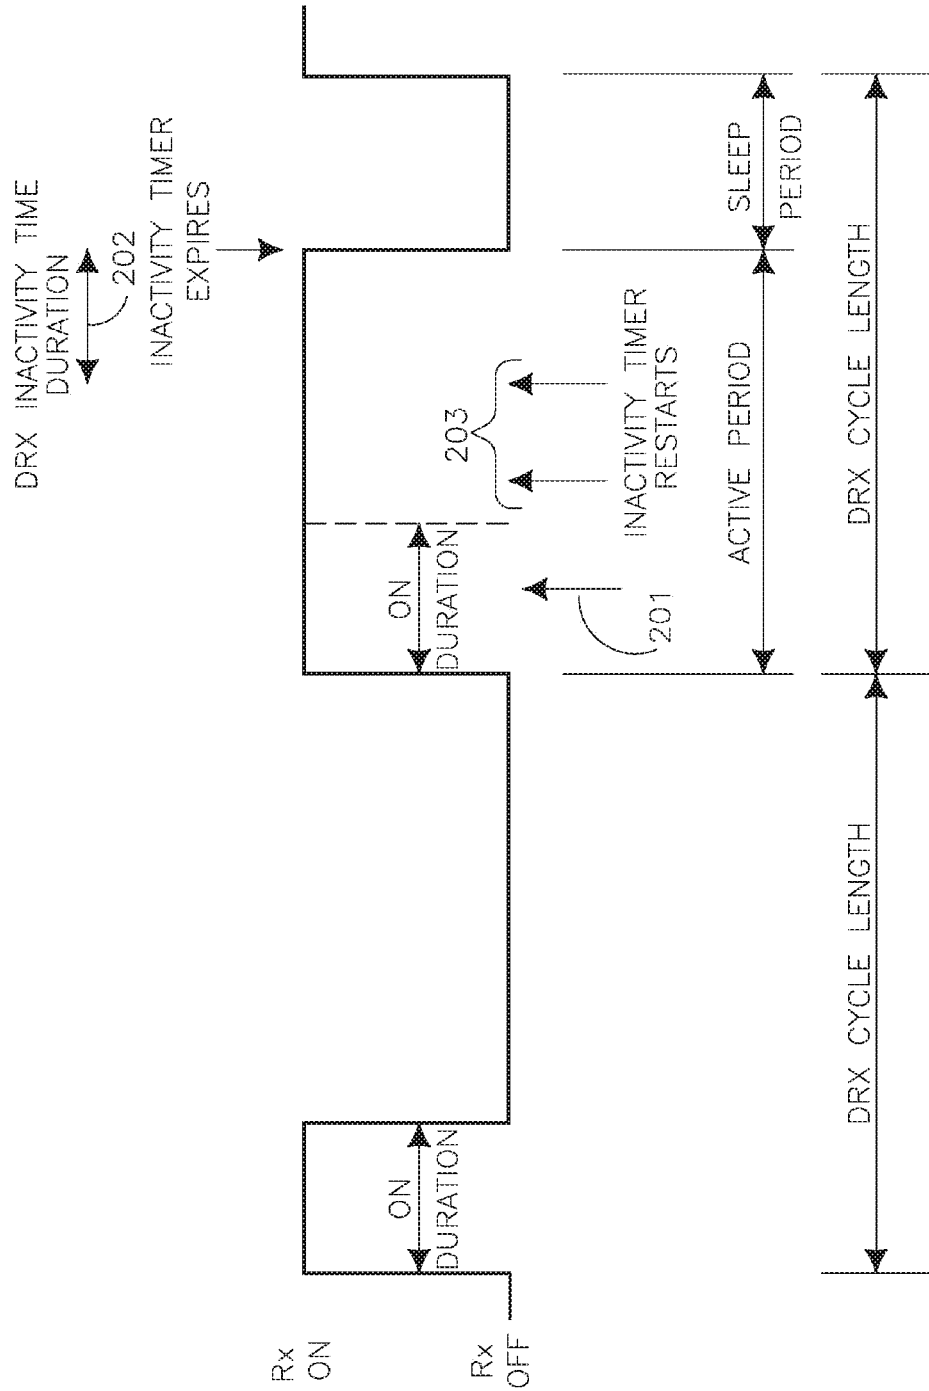 DRX INACTIVITY TIME
DURATION
202
INACTIVITY TIMER
EXPIRES
Rx
ON
ON
DURATION
ON
DURATION
203
Rx
OFF
201
INACTIVITY TIMER
RESTARTS
ACTIVE PERIOD
SLEEP
PERIOD
DRX CYCLE LENGTH
DRX CYCLE LENGTH